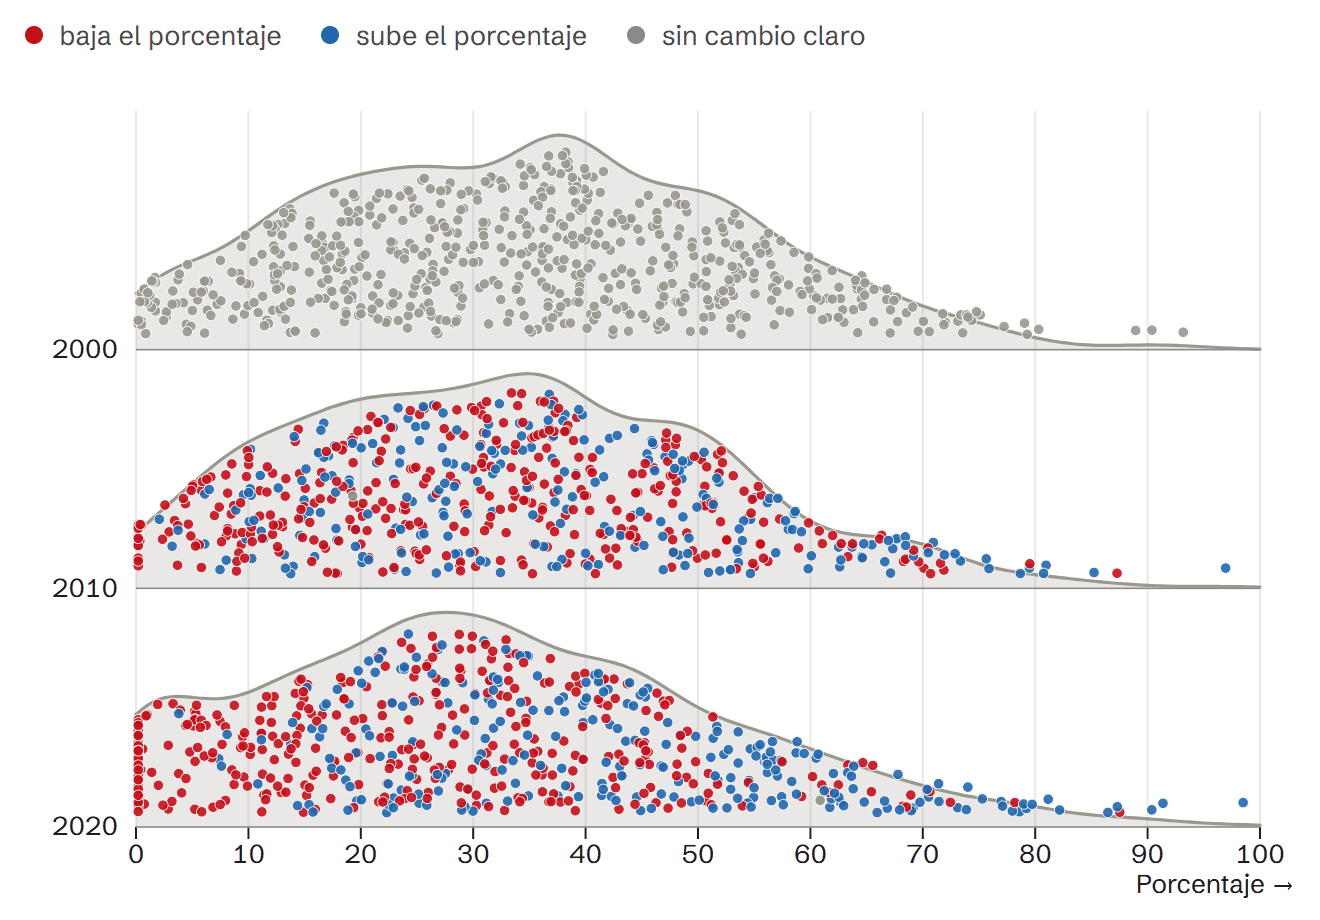 baja el porcentaje sube el porcentaje sin cambio claro
2000
2010
2020
0 10 20 30 40 50 60 70 80 90 100
Porcentaje →